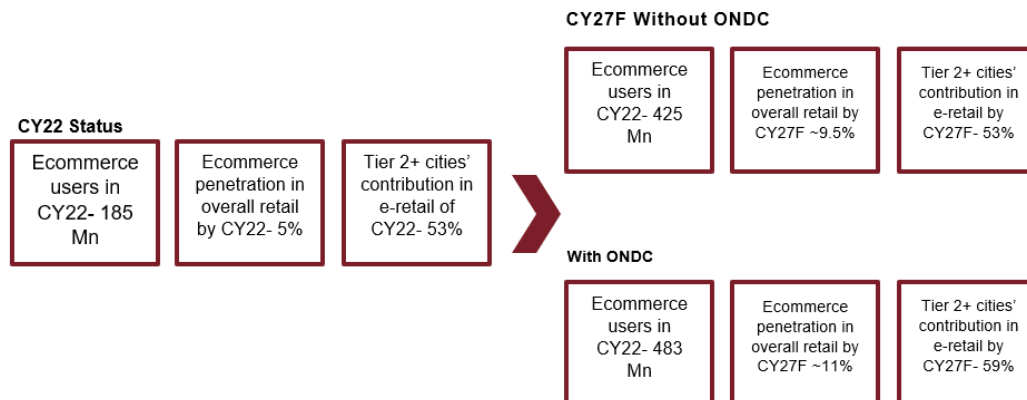 CY27F Without ONDC
Ecommerce
users in
CY22- 425
Mn
Ecommerce
penetration in
overall retail by
CY27F ~9.5%
Tier 2+ cities’
contribution in
e-retail by
CY27F- 53%
CY22 Status
Ecommerce
users in
CY22- 185
Mn
Ecommerce
penetration in
overall retail
by CY22- 5%
Tier 2+ cities’
contribution in
e-retail of
CY22- 53%
With ONDC
Ecommerce
users in
CY22- 483
Mn
Ecommerce
penetration in
overall retail by
CY27F ~11%
Tier 2+ cities’
contribution in
e-retail by
CY27F- 59%